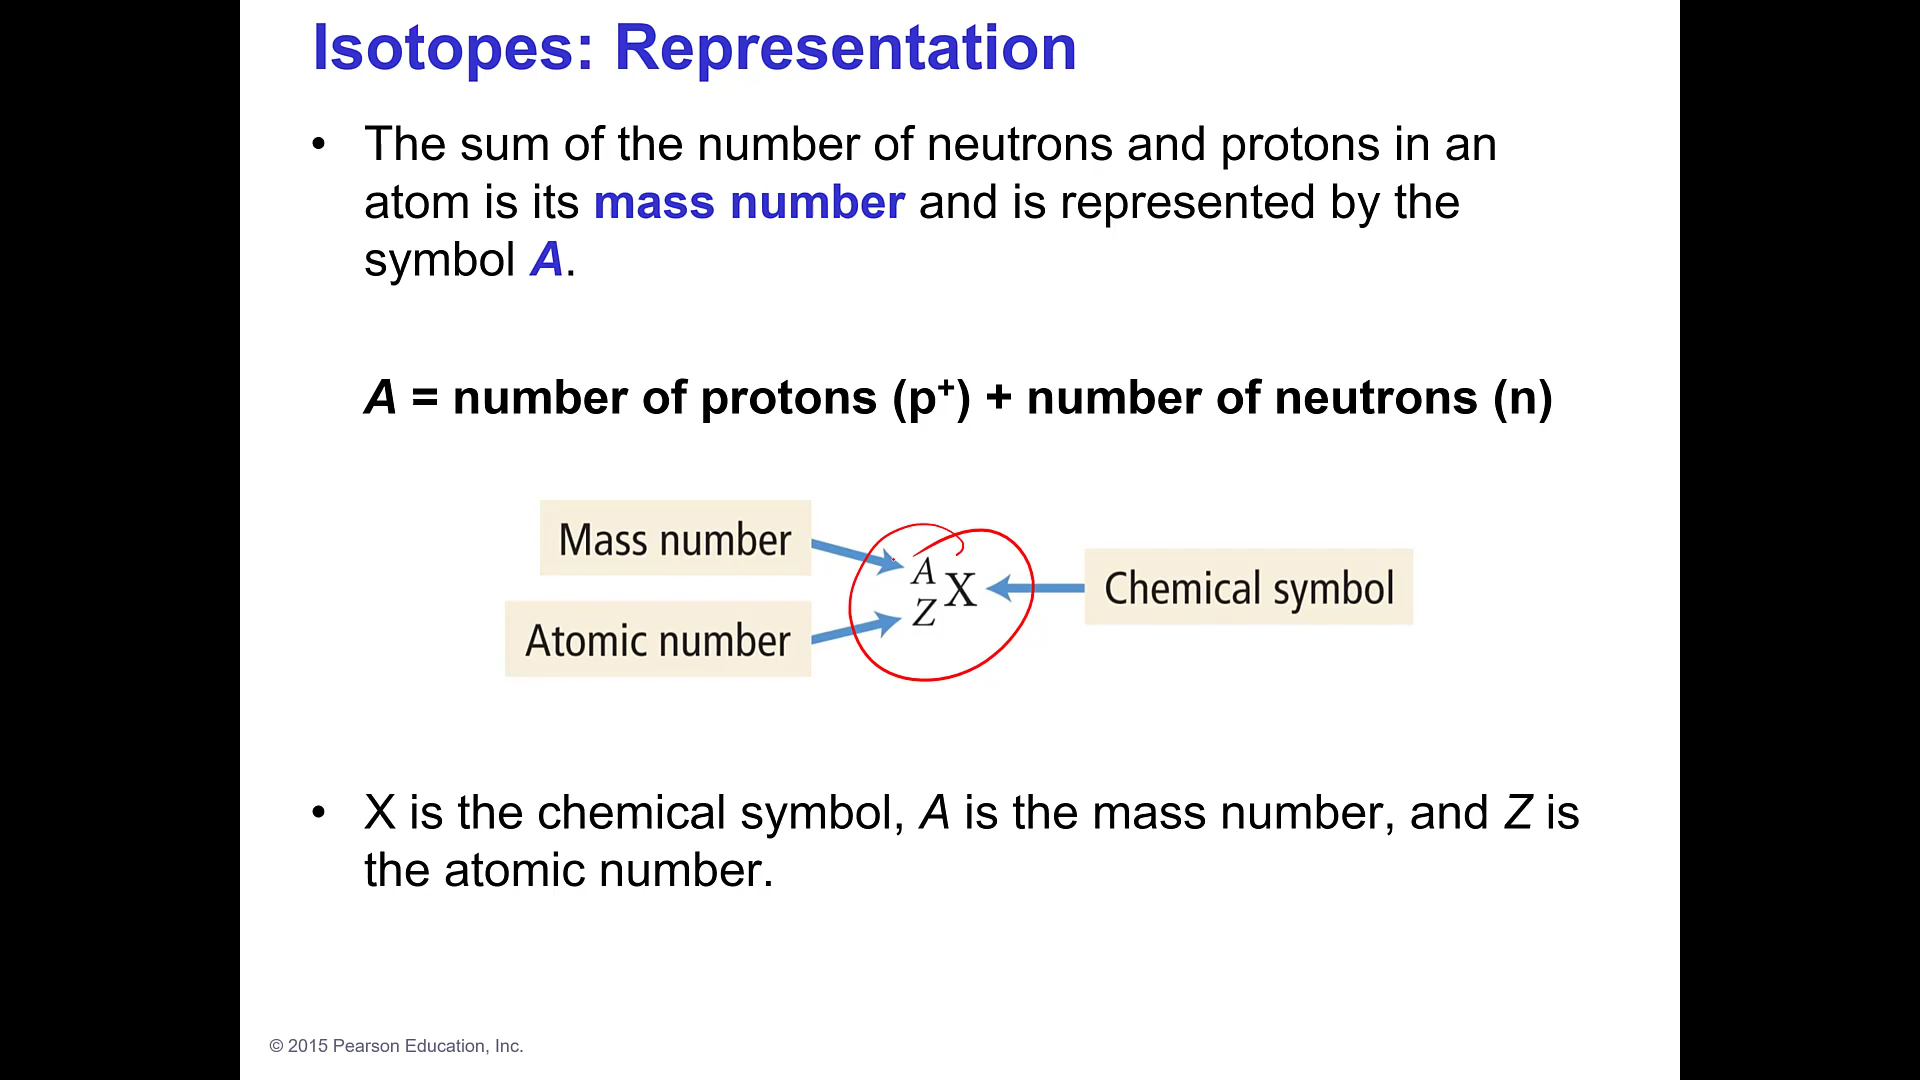 Isotopes: Representation
• The sum of the number of neutrons and protons in an
atom is its mass number and is represented by the
symbol A.
A = number of protons (p⁺) + number of neutrons (n)
Mass number
Atomic number
A
Z
X
Chemical symbol
• X is the chemical symbol, A is the mass number, and Z is
the atomic number.
© 2015 Pearson Education, Inc.